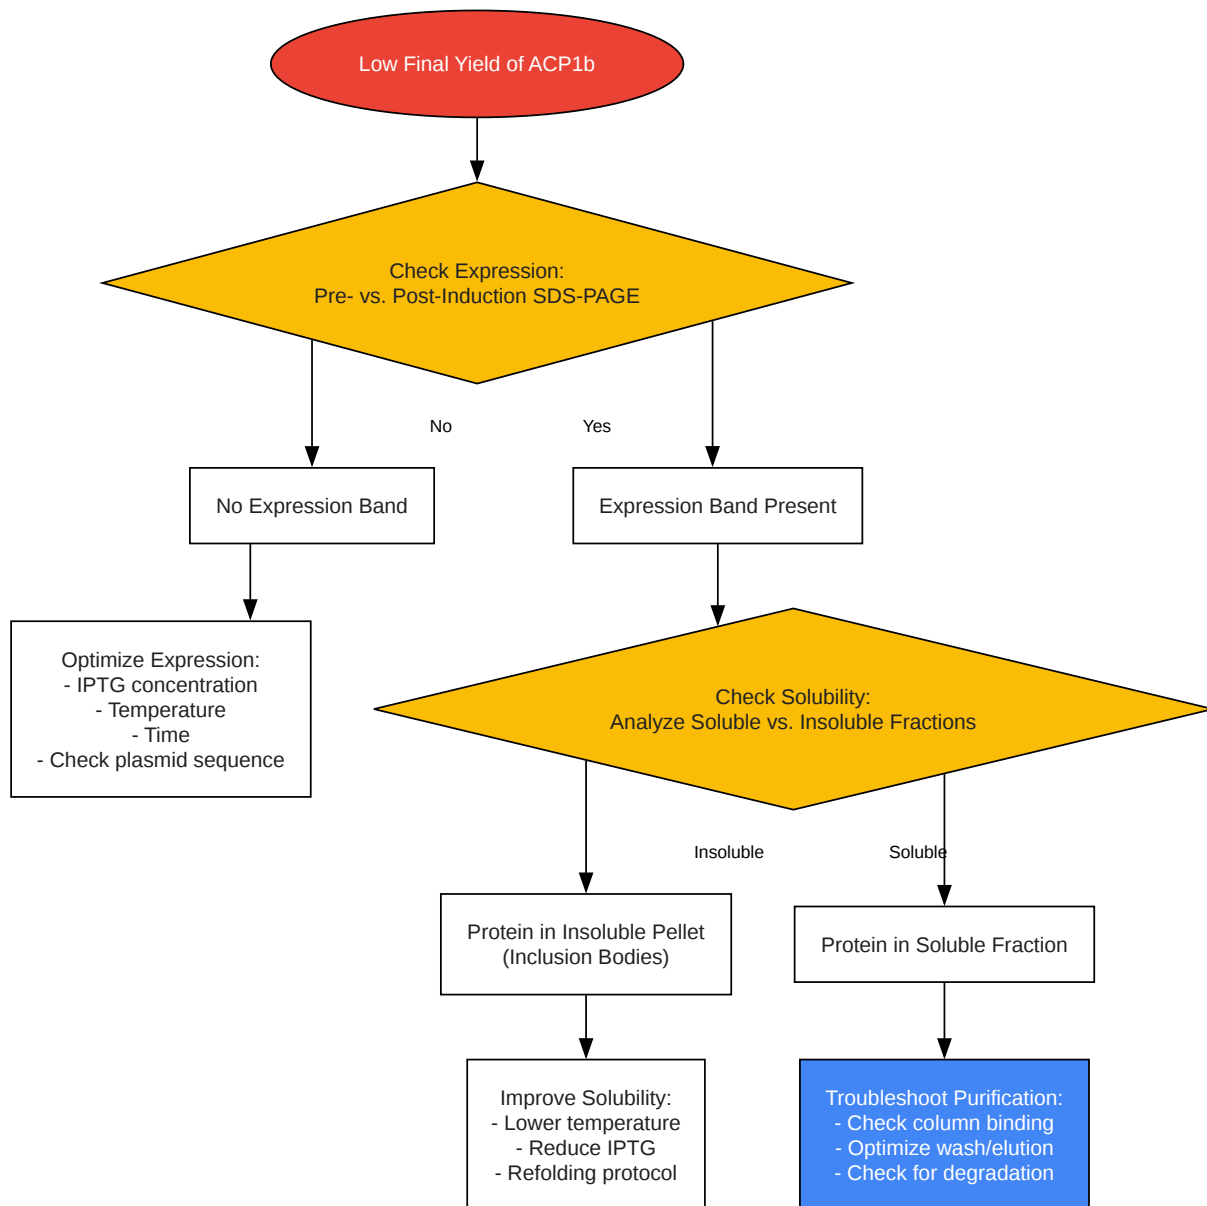 Low Final Yield of ACP1b
Check Expression:
Pre- vs. Post-Induction SDS-PAGE
No
Yes
No Expression Band
Expression Band Present
Optimize Expression:
- IPTG concentration
- Temperature
- Time
- Check plasmid sequence
Check Solubility:
Analyze Soluble vs. Insoluble Fractions
Insoluble
Soluble
Protein in Insoluble Pellet
(Inclusion Bodies)
Protein in Soluble Fraction
Improve Solubility:
- Lower temperature
- Reduce IPTG
- Refolding protocol
Troubleshoot Purification:
- Check column binding
- Optimize wash/elution
- Check for degradation